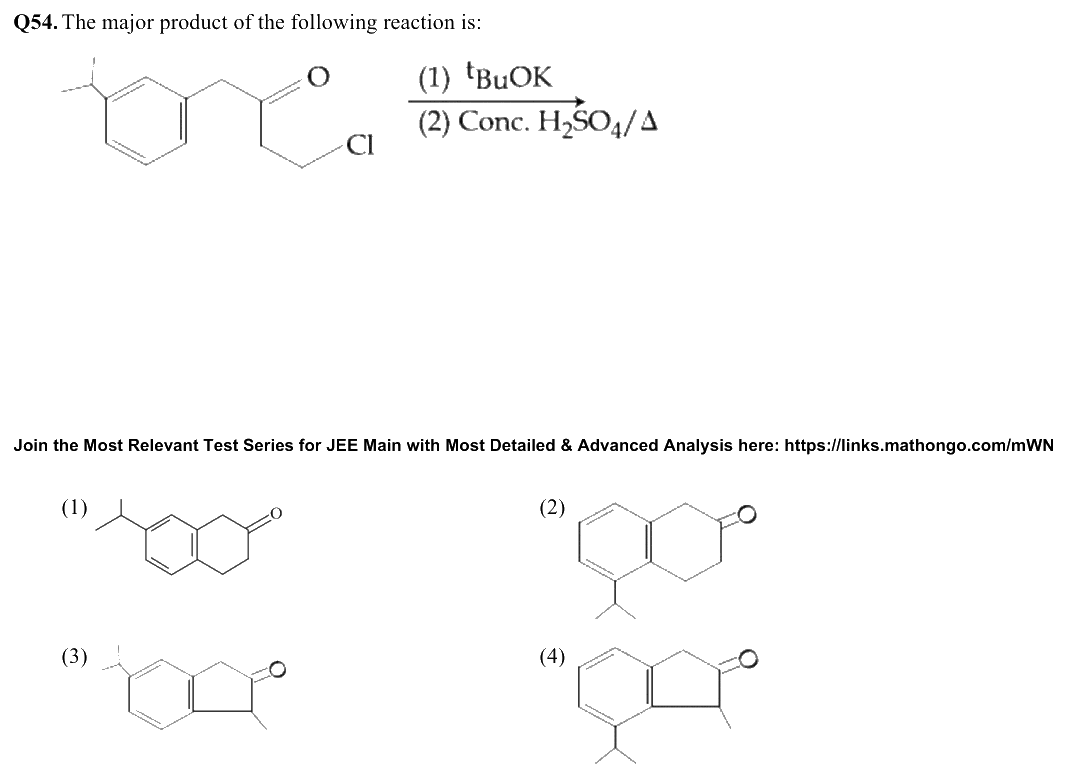 Q54. The major product of the following reaction is:
O
Cl
(1) ᵗBuOK
(2) Conc. H₂SO₄/Δ
Join the Most Relevant Test Series for JEE Main with Most Detailed & Advanced Analysis here: https://links.mathongo.com/mWN
(1) O (2) O
(3) O (4) O